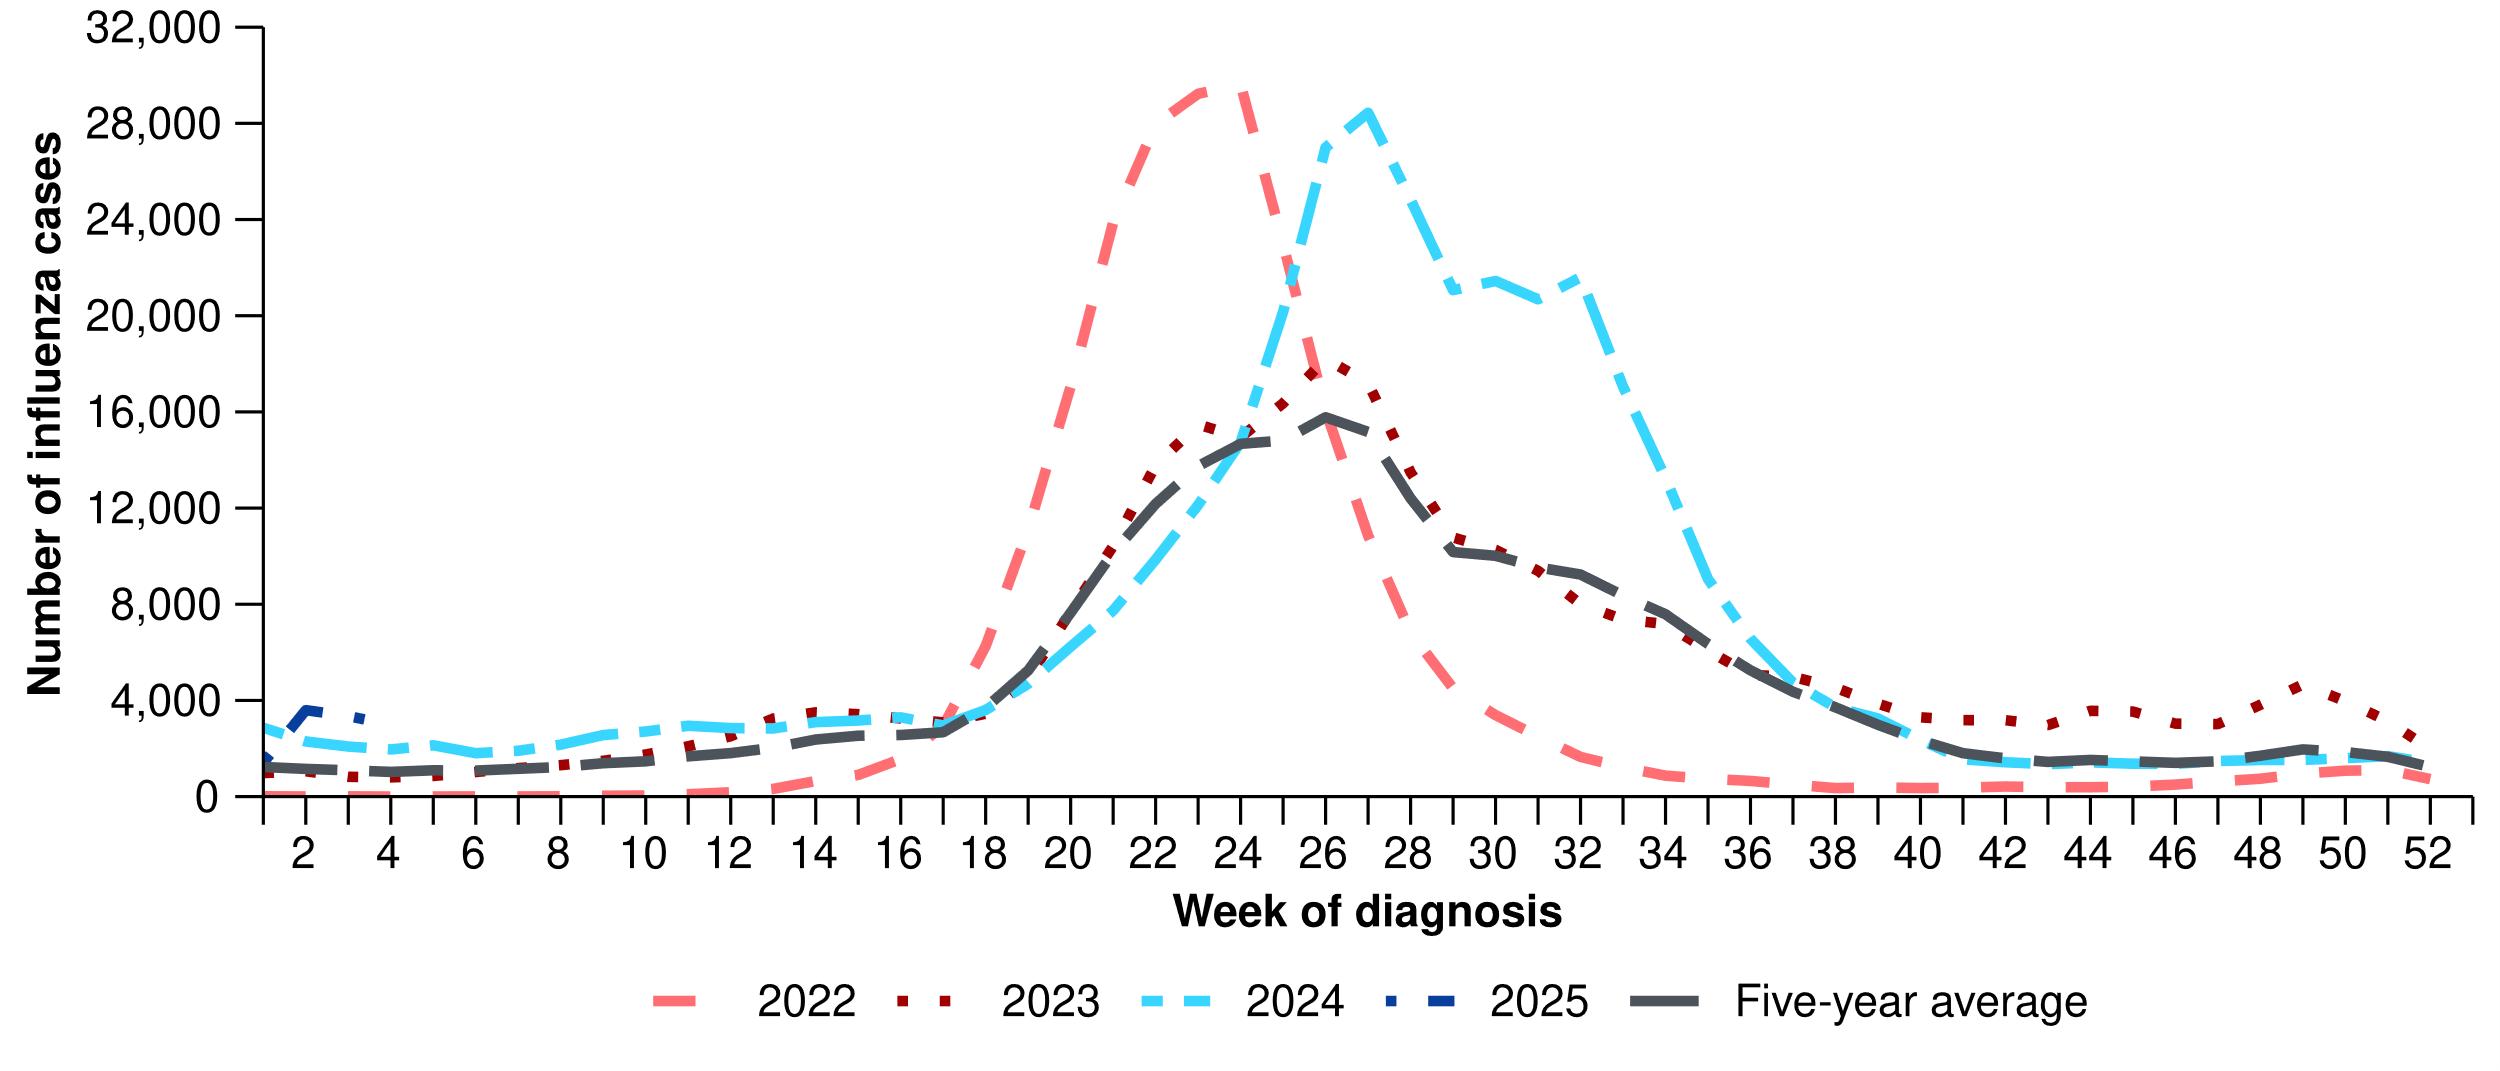 Number of influenza cases
32,000
28,000
24,000
20,000
16,000
12,000
8,000
4,000
0
2 4 6 8 10 12 14 16 18 20 22 24 26 28 30 32 34 36 38 40 42 44 46 48 50 52
Week of diagnosis
2022 2023 2024 2025 Five-year average